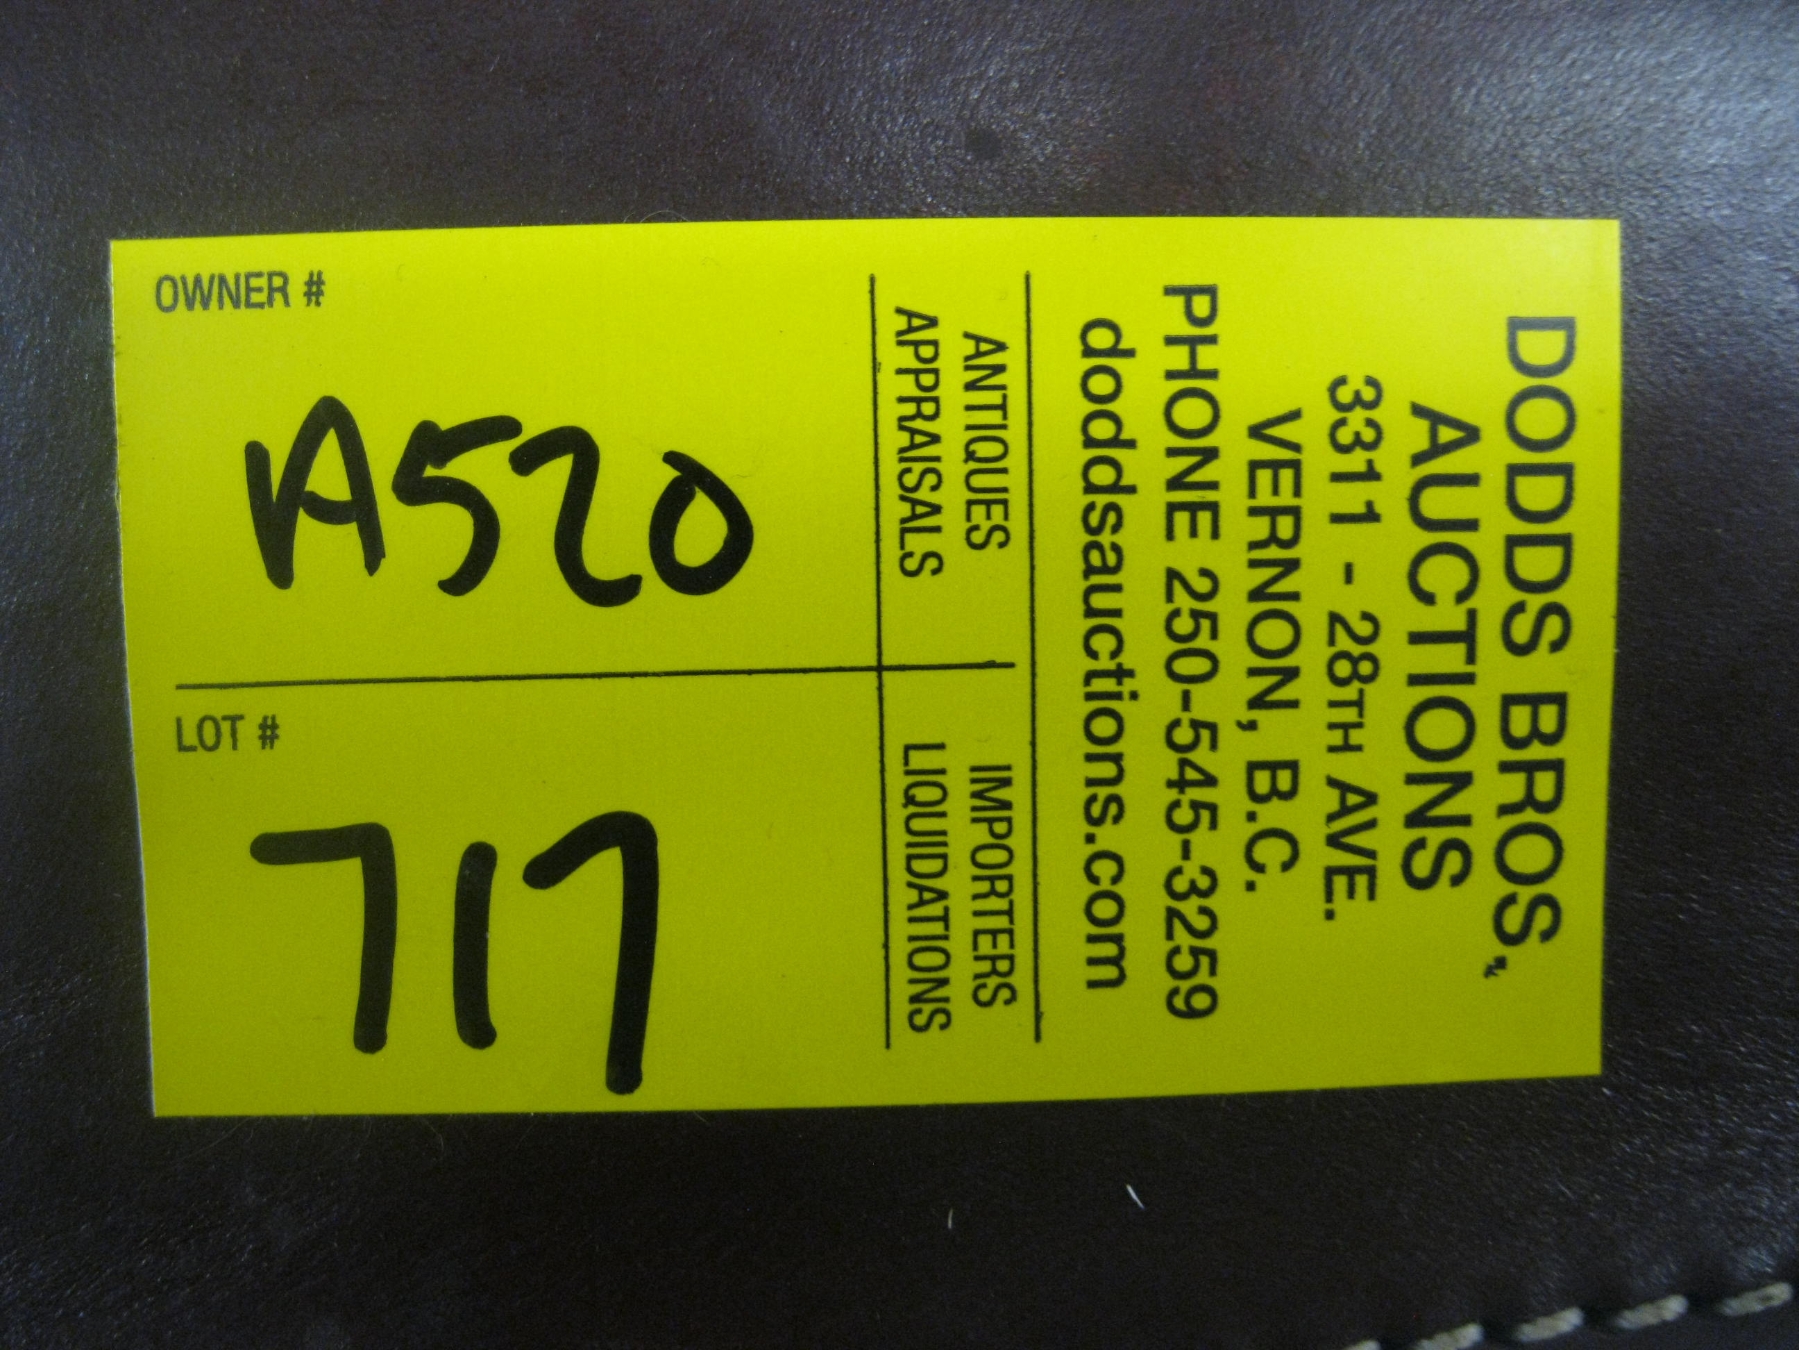 DODDS BROS.
AUCTIONS
3311 - 28TH AVE.
VERNON, B.C.
PHONE 250-545-3259
doddsauctions.com
ANTIQUES
APPRAISALS
IMPORTERS
LIQUIDATIONS
OWNER #
A520
LOT #
717